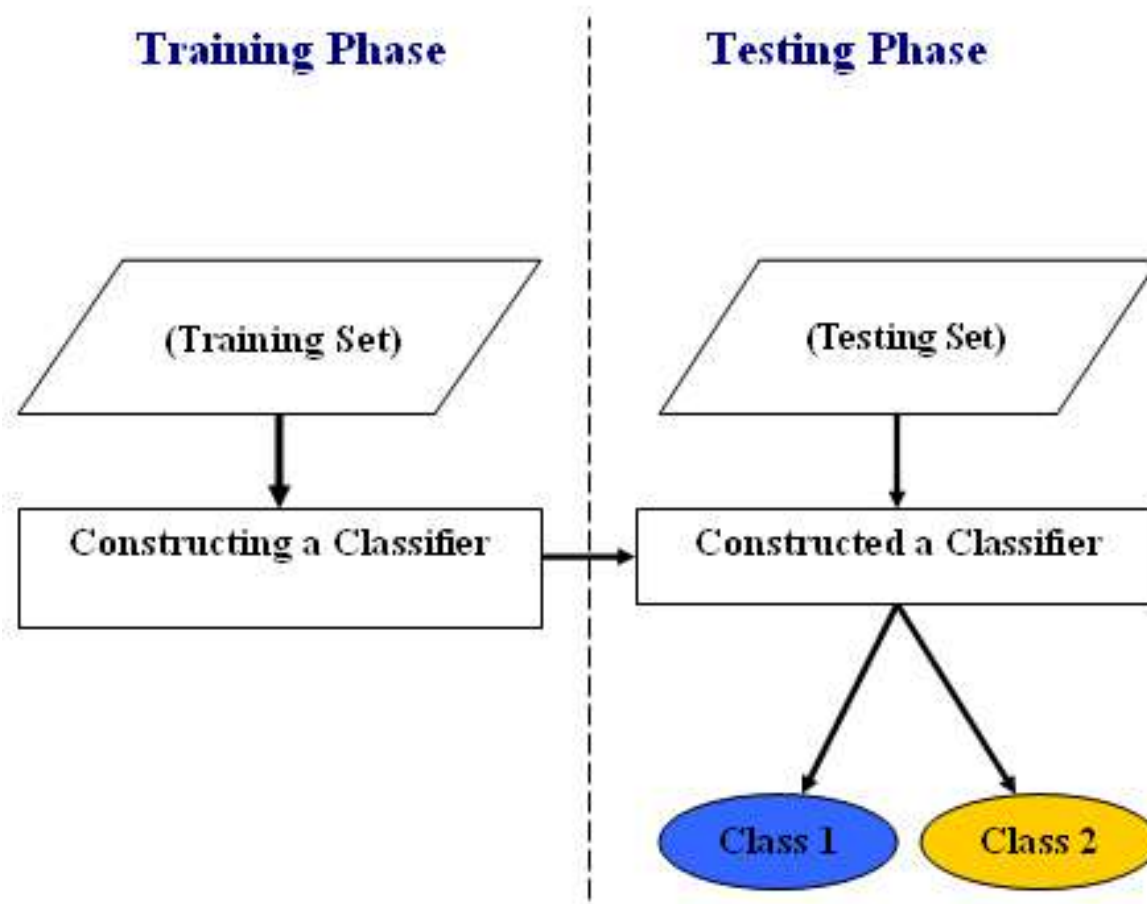 Training Phase
Testing Phase
(Training Set)
(Testing Set)
Constructing a Classifier
Constructed a Classifier
Class 1
Class 2